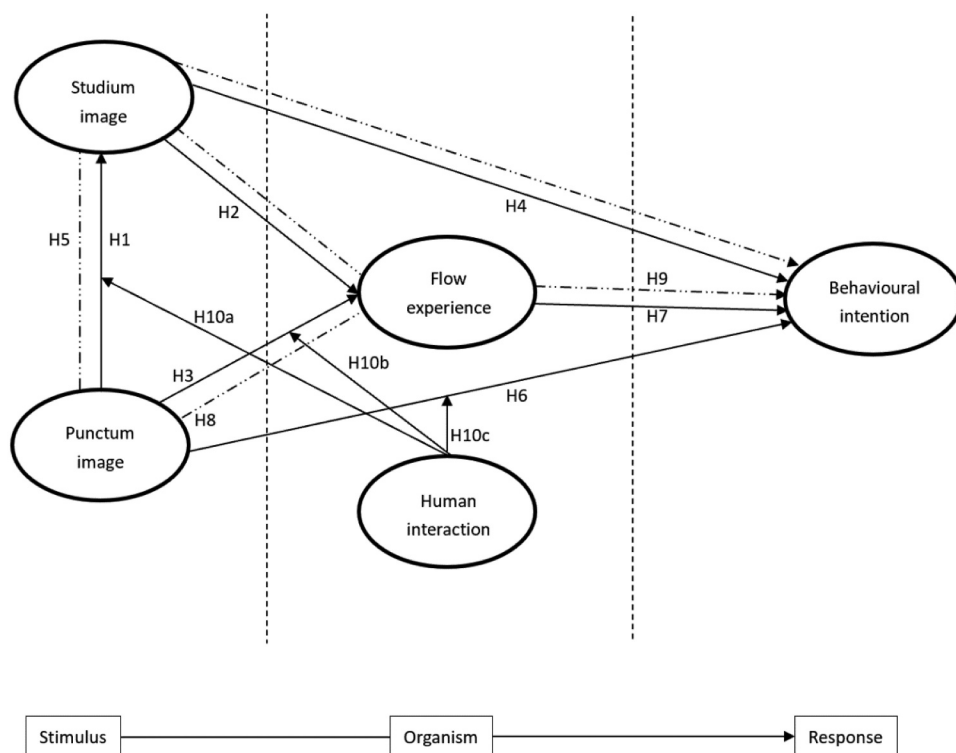 Studium
image
H4
H2
H5
H1
Flow
experience
H9
Behavioural
intention
H7
H10a
H10b
H3
H6
H8
Punctum
image
H10c
Human
interaction
Stimulus
Organism
Response